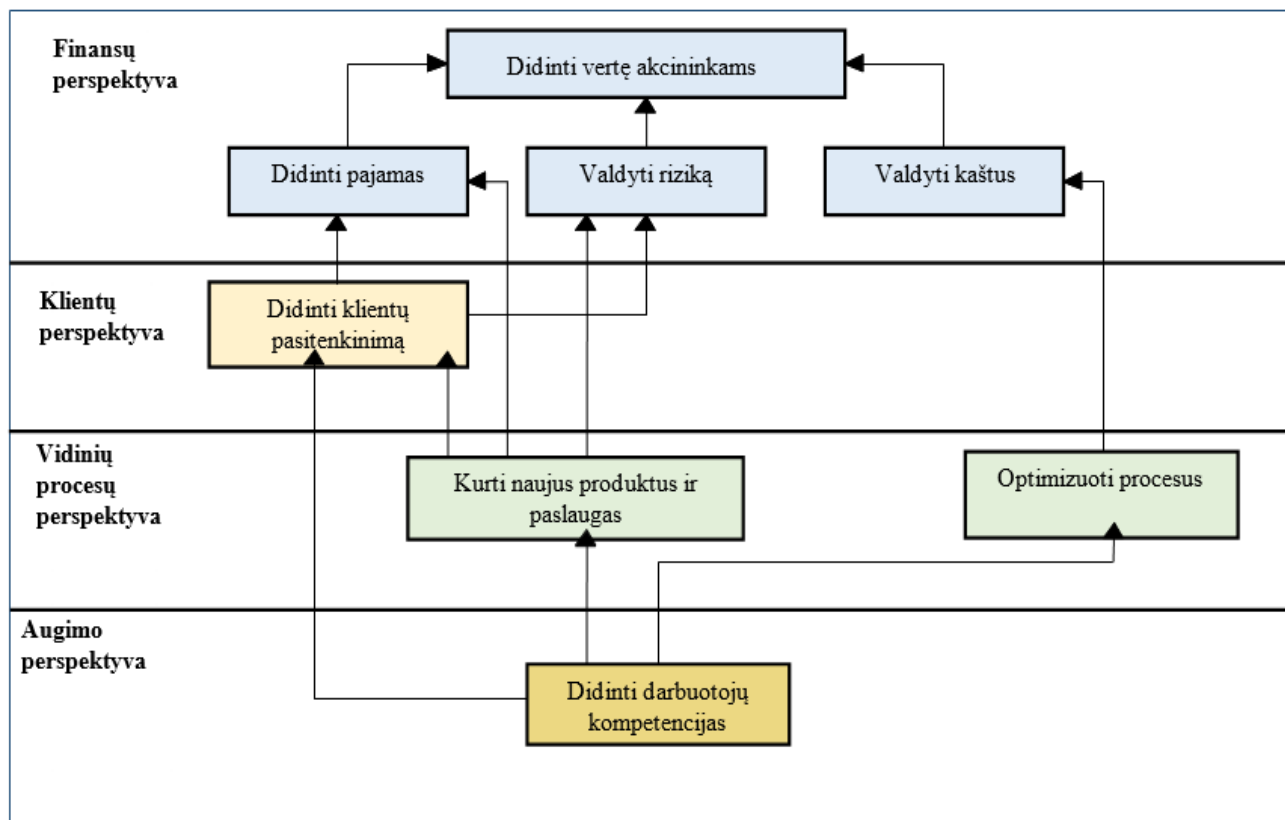 Finansų
perspektyva
Didinti vertę akcininkams
Didinti pajamas
Valdyti riziką
Valdyti kaštus
Klientų
perspektyva
Didinti klientų
pasitenkinimą
Vidinių
procesų
perspektyva
Kurti naujus produktus ir
paslaugas
Optimizuoti procesus
Augimo
perspektyva
Didinti darbuotojų
kompetencijas